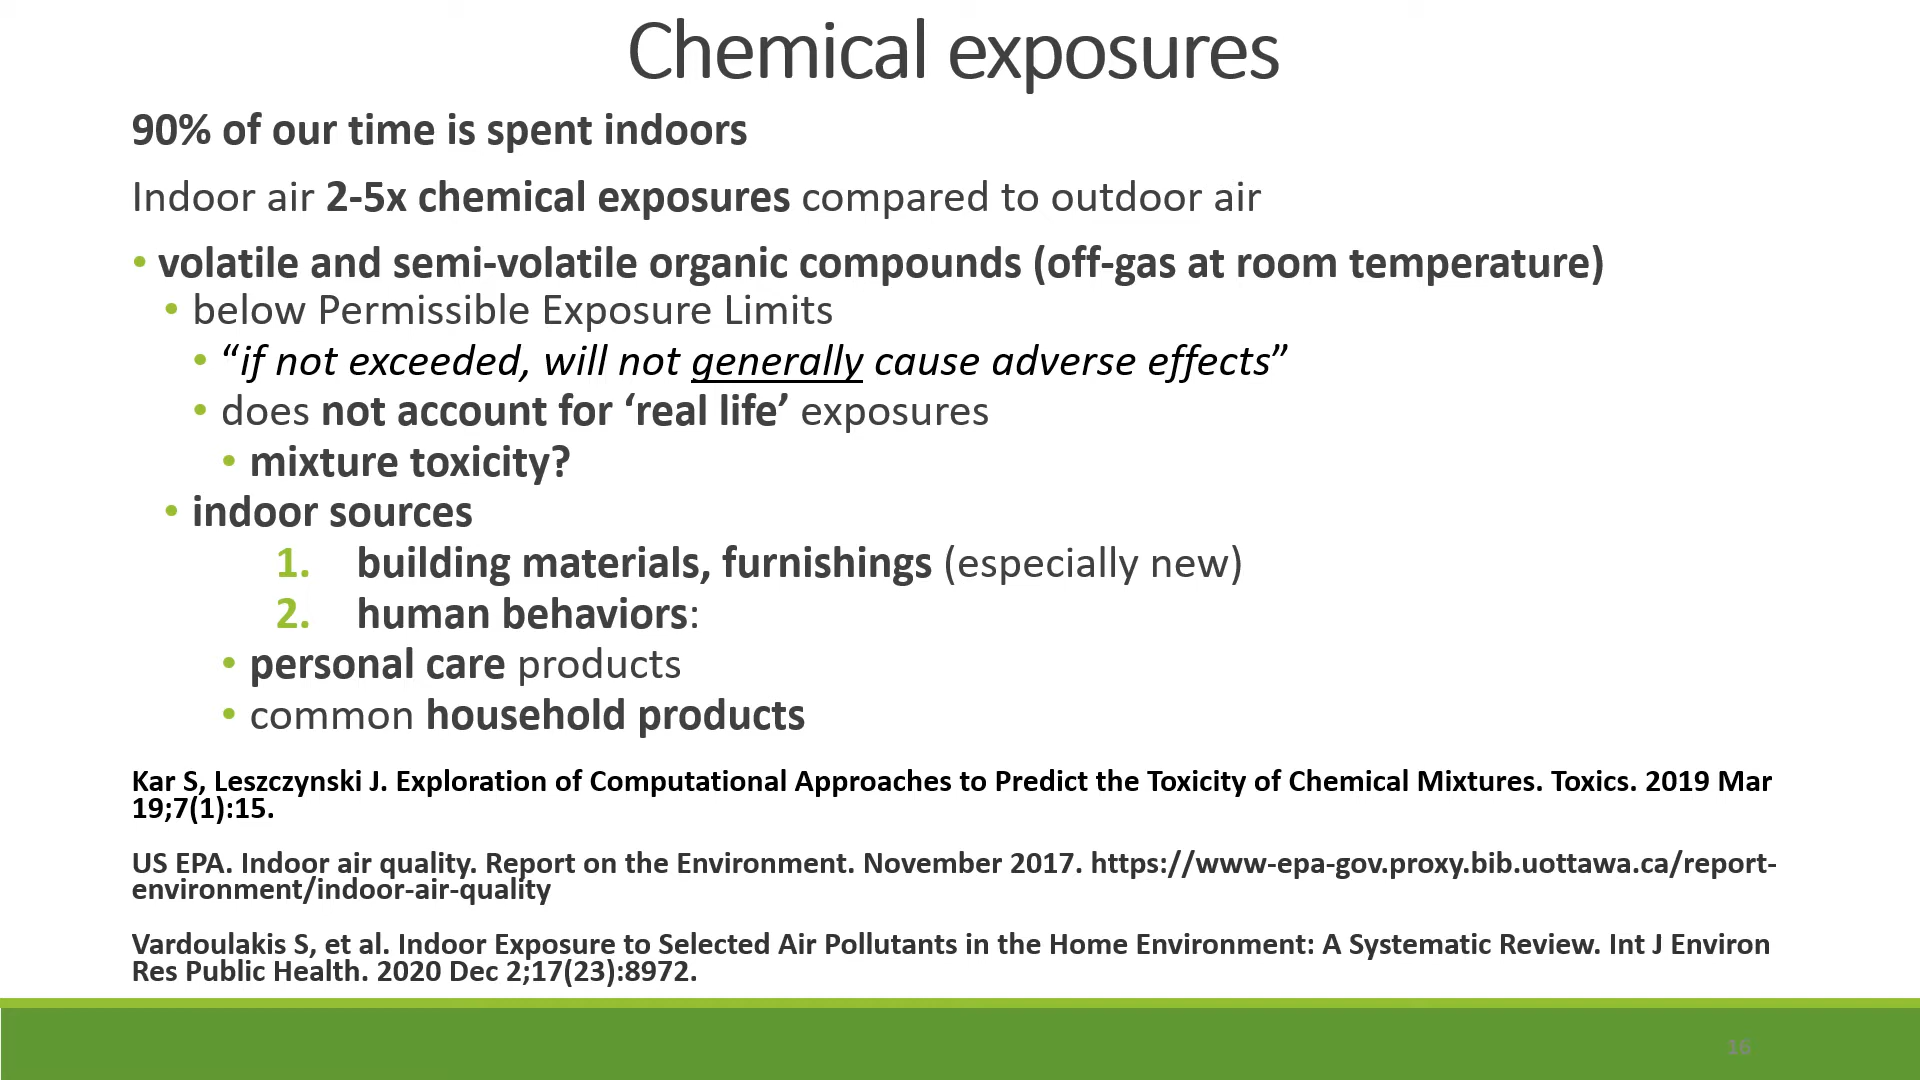 Chemical exposures
90% of our time is spent indoors
Indoor air 2-5x chemical exposures compared to outdoor air
• volatile and semi-volatile organic compounds (off-gas at room temperature)
• below Permissible Exposure Limits
• “if not exceeded, will not generally cause adverse effects”
• does not account for ‘real life’ exposures
• mixture toxicity?
• indoor sources
1. building materials, furnishings (especially new)
2. human behaviors:
• personal care products
• common household products
Kar S, Leszczynski J. Exploration of Computational Approaches to Predict the Toxicity of Chemical Mixtures. Toxics. 2019 Mar
19;7(1):15.
US EPA. Indoor air quality. Report on the Environment. November 2017. https://www-epa-gov.proxy.bib.uottawa.ca/report-
environment/indoor-air-quality
Vardoulakis S, et al. Indoor Exposure to Selected Air Pollutants in the Home Environment: A Systematic Review. Int J Environ
Res Public Health. 2020 Dec 2;17(23):8972.
16